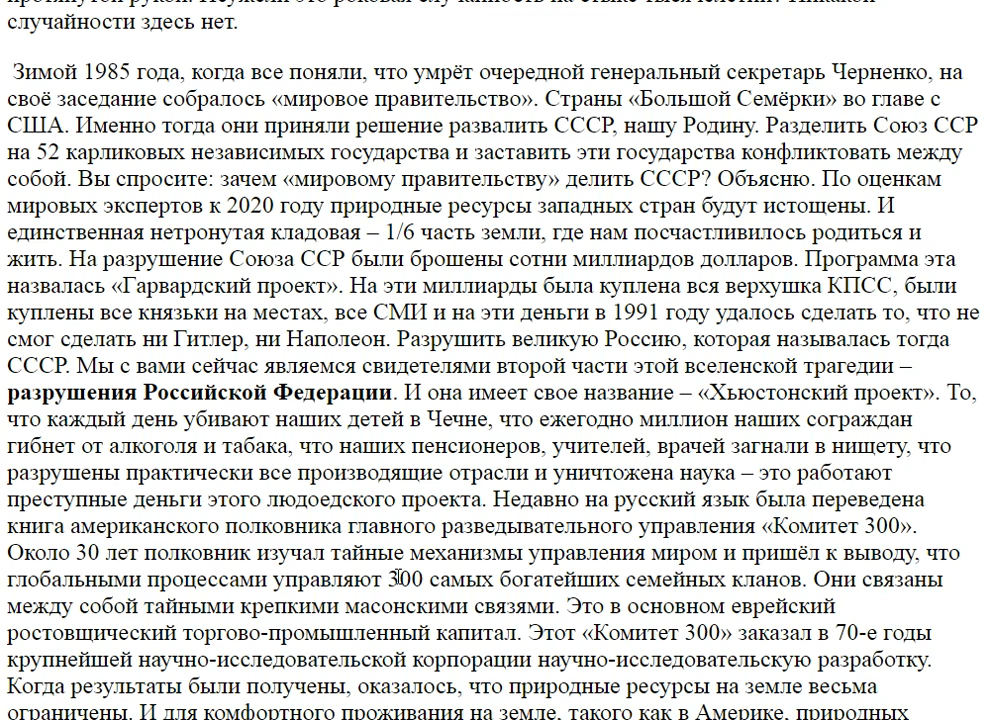 случайности здесь нет.
Зимой 1985 года, когда все поняли, что умрёт очередной генеральный секретарь Черненко, на
своё заседание собралось «мировое правительство». Страны «Большой Семёрки» во главе с
США. Именно тогда они приняли решение развалить СССР, нашу Родину. Разделить Союз ССР
на 52 карликовых независимых государства и заставить эти государства конфликтовать между
собой. Вы спросите: зачем «мировому правительству» делить СССР? Объясню. По оценкам
мировых экспертов к 2020 году природные ресурсы западных стран будут истощены. И
единственная нетронутая кладовая – 1/6 часть земли, где нам посчастливилось родиться и
жить. На разрушение Союза ССР были брошены сотни миллиардов долларов. Программа эта
назвалась «Гарвардский проект». На эти миллиарды была куплена вся верхушка КПСС, были
куплены все князьки на местах, все СМИ и на эти деньги в 1991 году удалось сделать то, что не
смог сделать ни Гитлер, ни Наполеон. Разрушить великую Россию, которая называлась тогда
СССР. Мы с вами сейчас являемся свидетелями второй части этой вселенской трагедии –
разрушения Российской Федерации. И она имеет свое название – «Хьюстонский проект». То,
что каждый день убивают наших детей в Чечне, что ежегодно миллион наших сограждан
гибнет от алкоголя и табака, что наших пенсионеров, учителей, врачей загнали в нищету, что
разрушены практически все производящие отрасли и уничтожена наука – это работают
преступные деньги этого людоедского проекта. Недавно на русский язык была переведена
книга американского полковника главного разведывательного управления «Комитет 300».
Около 30 лет полковник изучал тайные механизмы управления миром и пришёл к выводу, что
глобальными процессами управляют 300 самых богатейших семейных кланов. Они связаны
между собой тайными крепкими масонскими связями. Это в основном еврейский
ростовщический торгово-промышленный капитал. Этот «Комитет 300» заказал в 70-е годы
крупнейшей научно-исследовательской корпорации научно-исследовательскую разработку.
Когда результаты были получены, оказалось, что природные ресурсы на земле весьма
ограничены. И для комфортного проживания на земле, такого как в Америке, природных